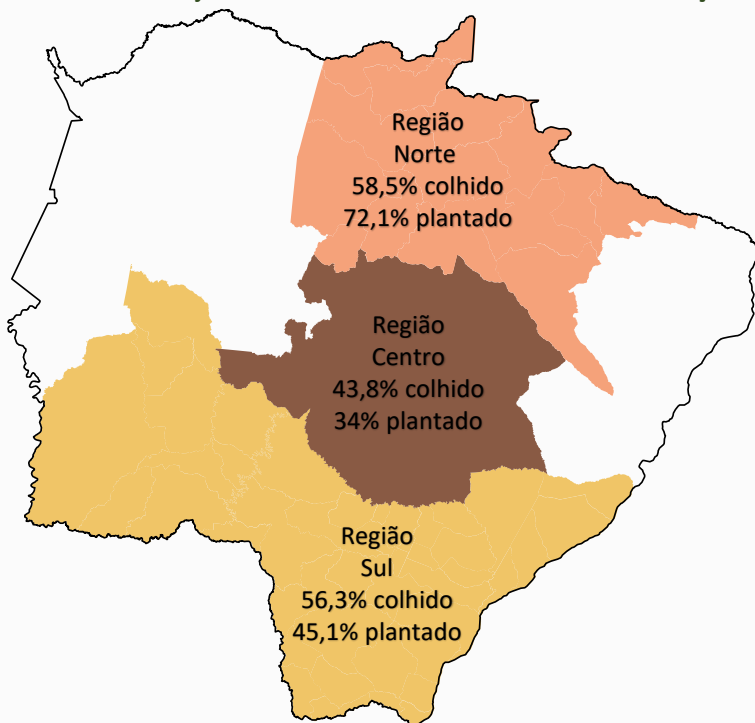 Região
Norte
58,5% colhido
72,1% plantado
Região
Centro
43,8% colhido
34% plantado
Região
Sul
56,3% colhido
45,1% plantado